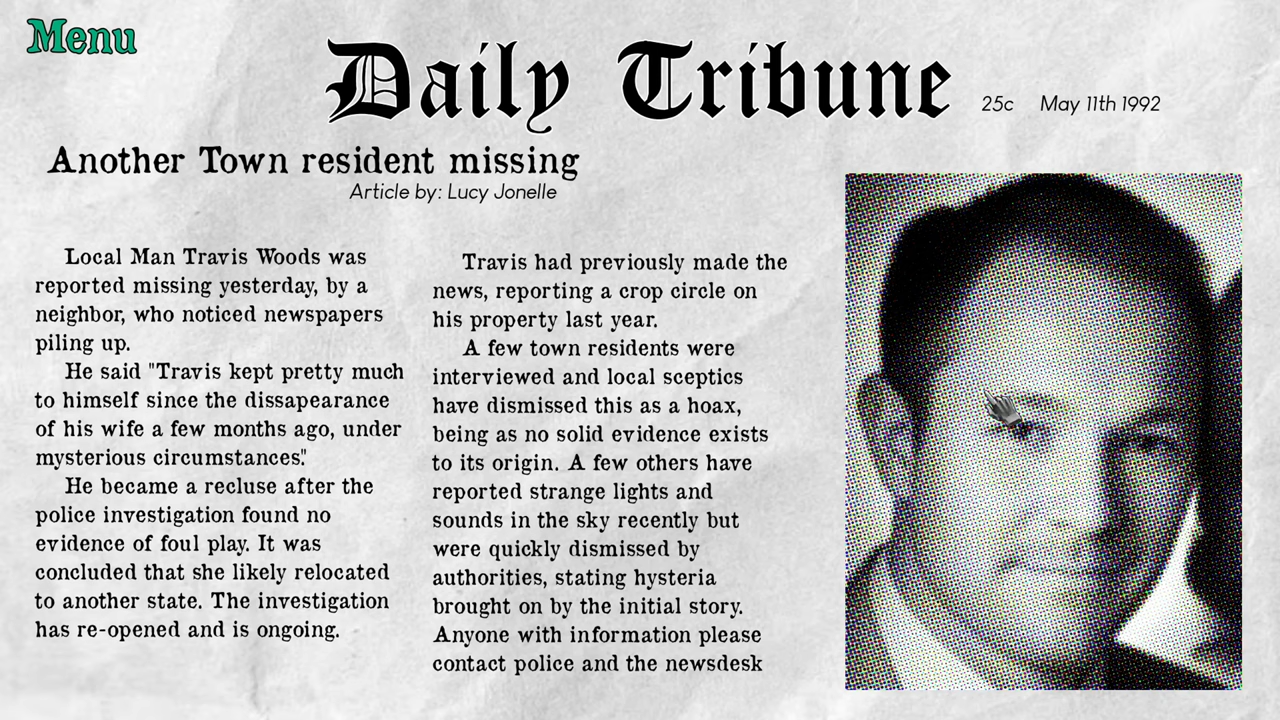 Menu
Daily Tribune
25c May 11th 1992
Another Town resident missing
Article by: Lucy Jonelle
Local Man Travis Woods was
reported missing yesterday, by a
neighbor, who noticed newspapers
piling up.
He said "Travis kept pretty much
to himself since the dissapearance
of his wife a few months ago, under
mysterious circumstances."
He became a recluse after the
police investigation found no
evidence of foul play. It was
concluded that she likely relocated
to another state. The investigation
has re-opened and is ongoing.
Travis had previously made the
news, reporting a crop circle on
his property last year.
A few town residents were
interviewed and local sceptics
have dismissed this as a hoax,
being as no solid evidence exists
to its origin. A few others have
reported strange lights and
sounds in the sky recently but
were quickly dismissed by
authorities, stating hysteria
brought on by the initial story.
Anyone with information please
contact police and the newsdesk